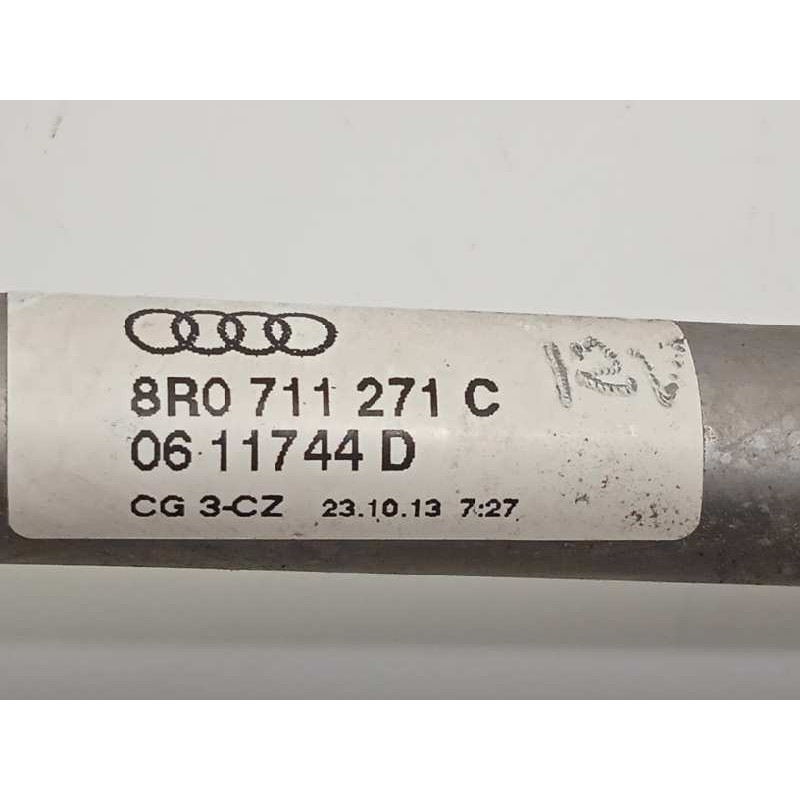 8R0 711 271 C
06 11744 D
CG 3-CZ 23.10.13 7:27